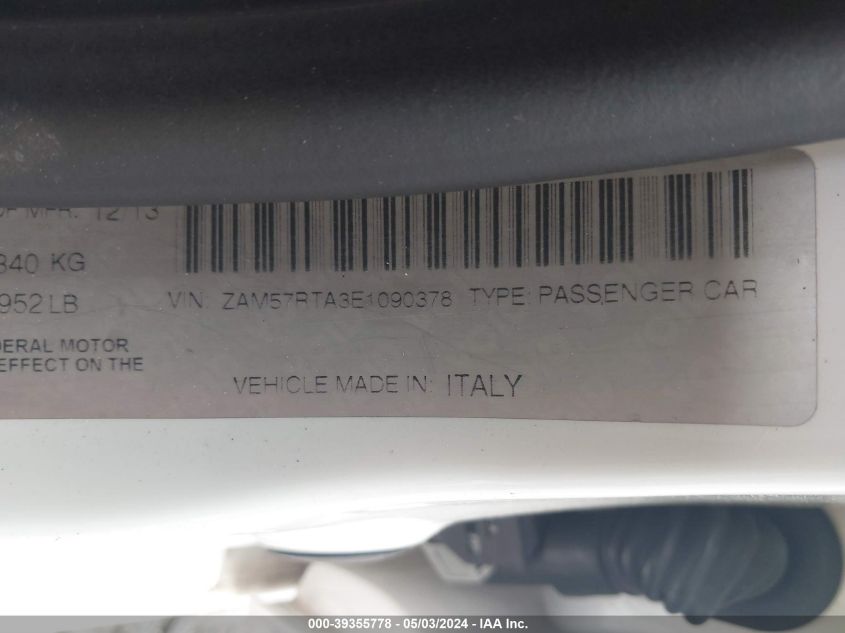 OF MFR: 12/13
840 KG
952 LB
VIN: ZAM57RTA3E1090378 TYPE: PASSENGER CAR
DERAL MOTOR
EFFECT ON THE
VEHICLE MADE IN: ITALY
000-39355778 - 05/03/2024 - IAA Inc.